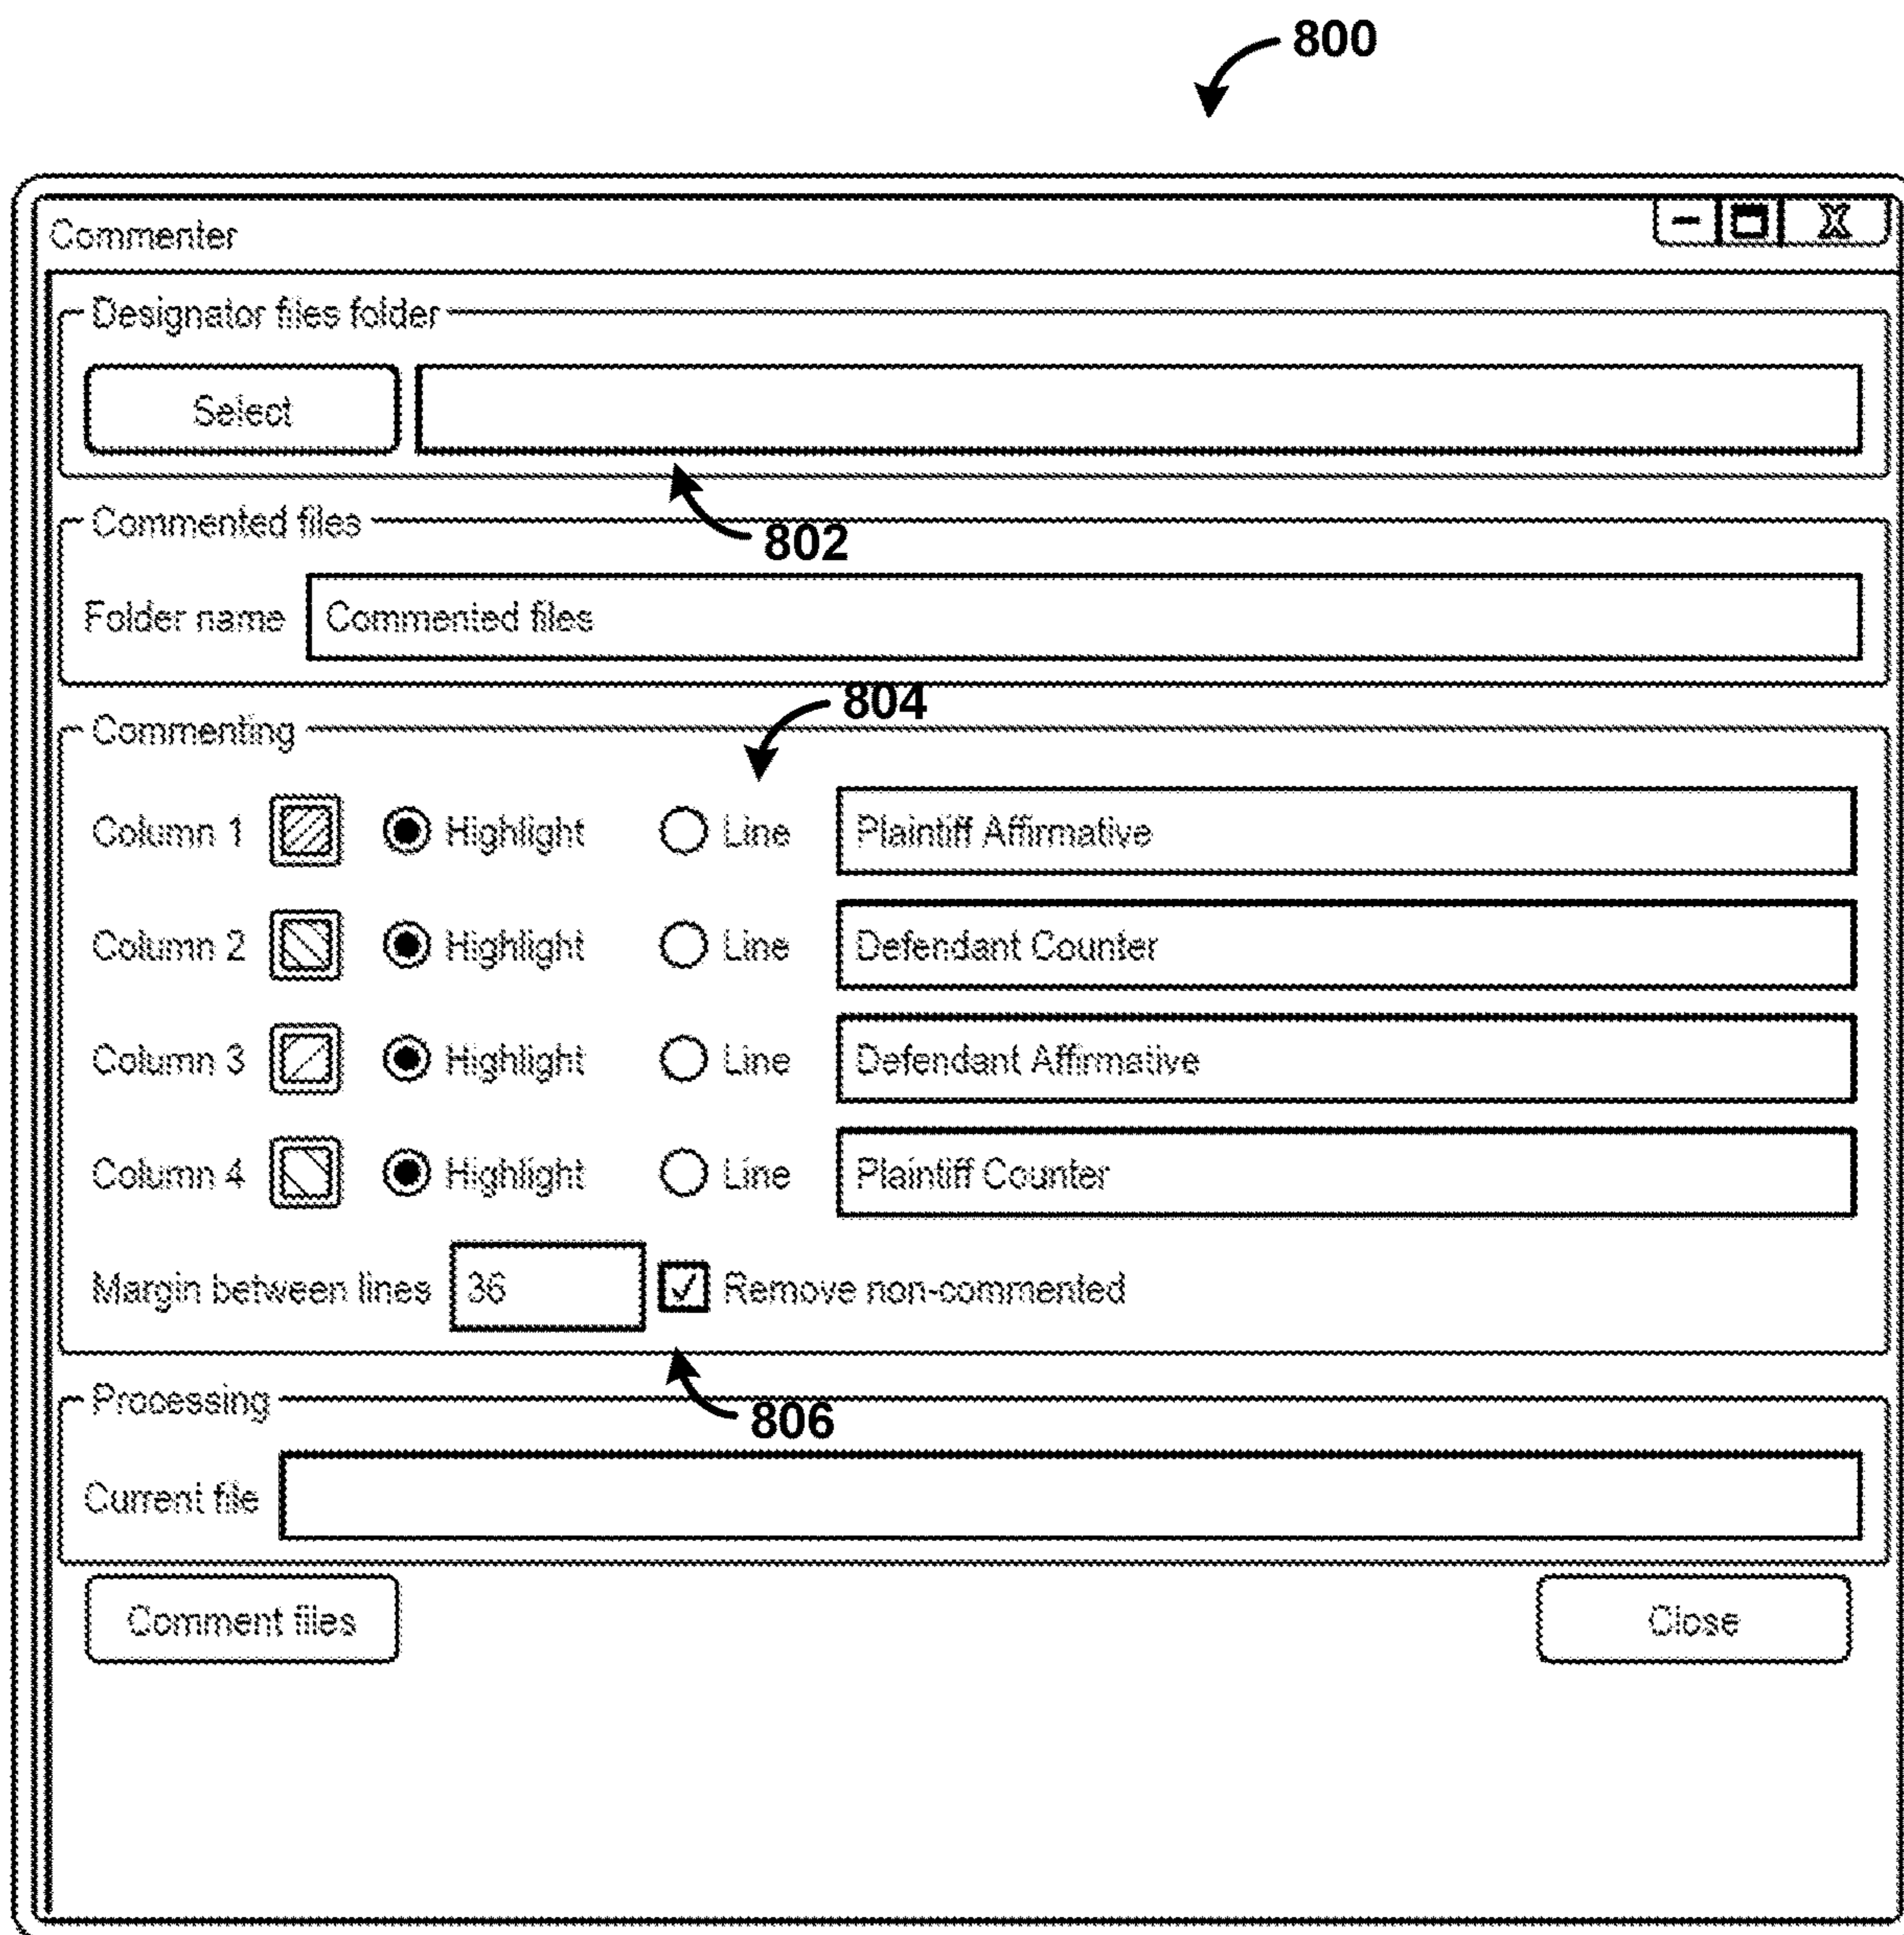 800
Commenter
Designator files folder
Select
802
Commented files
Folder name Commented files
804
Commenting
Column 1 Highlight Line Plaintiff Affirmative
Column 2 Highlight Line Defendant Counter
Column 3 Highlight Line Defendant Affirmative
Column 4 Highlight Line Plaintiff Counter
Margin between lines 36 Remove non-commented
806
Processing
Current file
Comment files Close